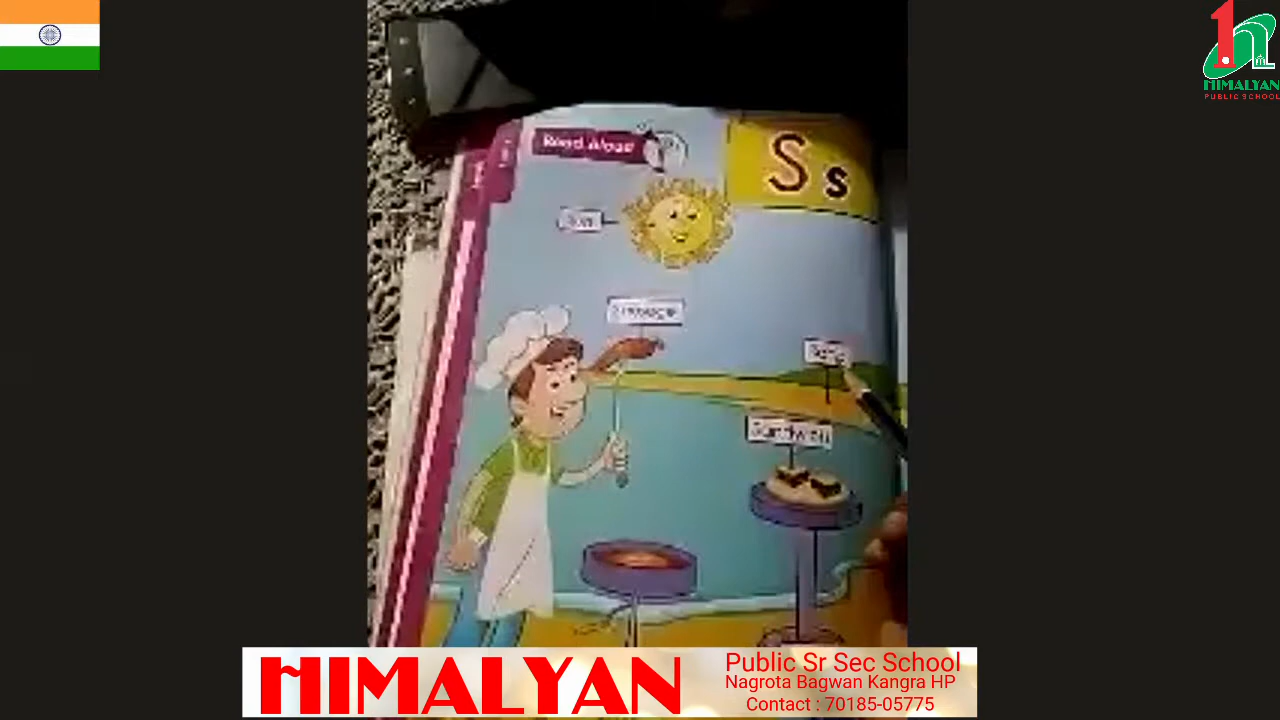 HIMALYAN
PUBLIC SCHOOL
Read Aloud
S s
Sun
Sausage
Sandwich
HIMALYAN
Public Sr Sec School
Nagrota Bagwan Kangra HP
Contact : 70185-05775